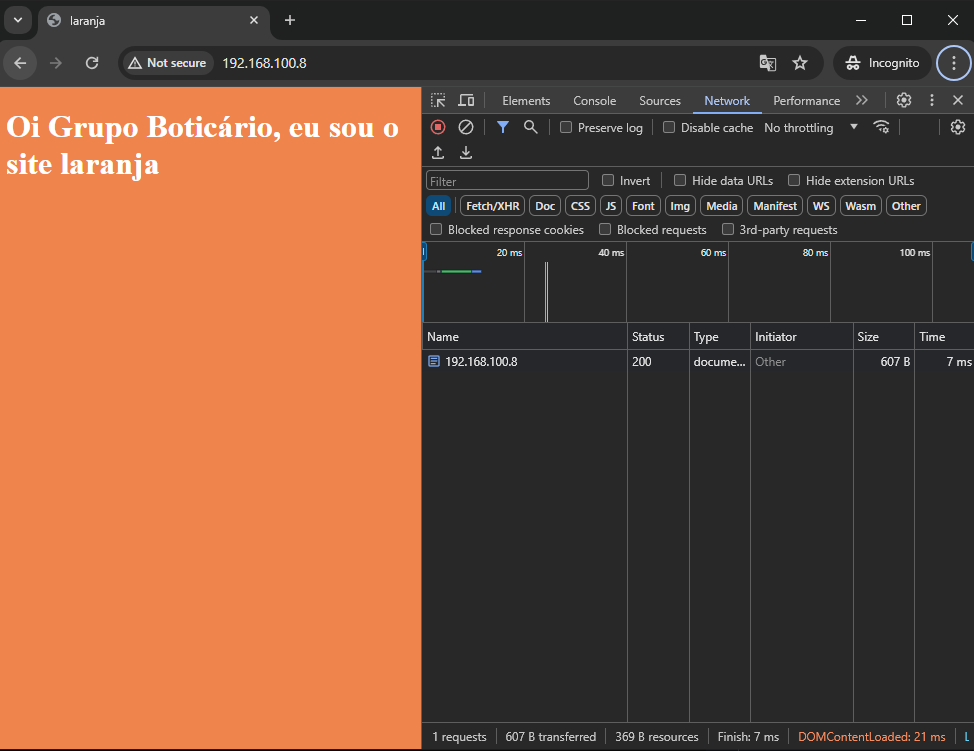 laranja
Not secure 192.168.100.8 Incognito
Oi Grupo Boticário, eu sou o
site laranja
Elements Console Sources Network Performance
Preserve log Disable cache No throttling
Filter Invert Hide data URLs Hide extension URLs
All Fetch/XHR Doc CSS JS Font Img Media Manifest WS Wasm Other
Blocked response cookies Blocked requests 3rd-party requests
20 ms 40 ms 60 ms 80 ms 100 ms
Name Status Type Initiator Size Time
192.168.100.8 200 docume... Other 607 B 7 ms
1 requests 607 B transferred 369 B resources Finish: 7 ms DOMContentLoaded: 21 ms L